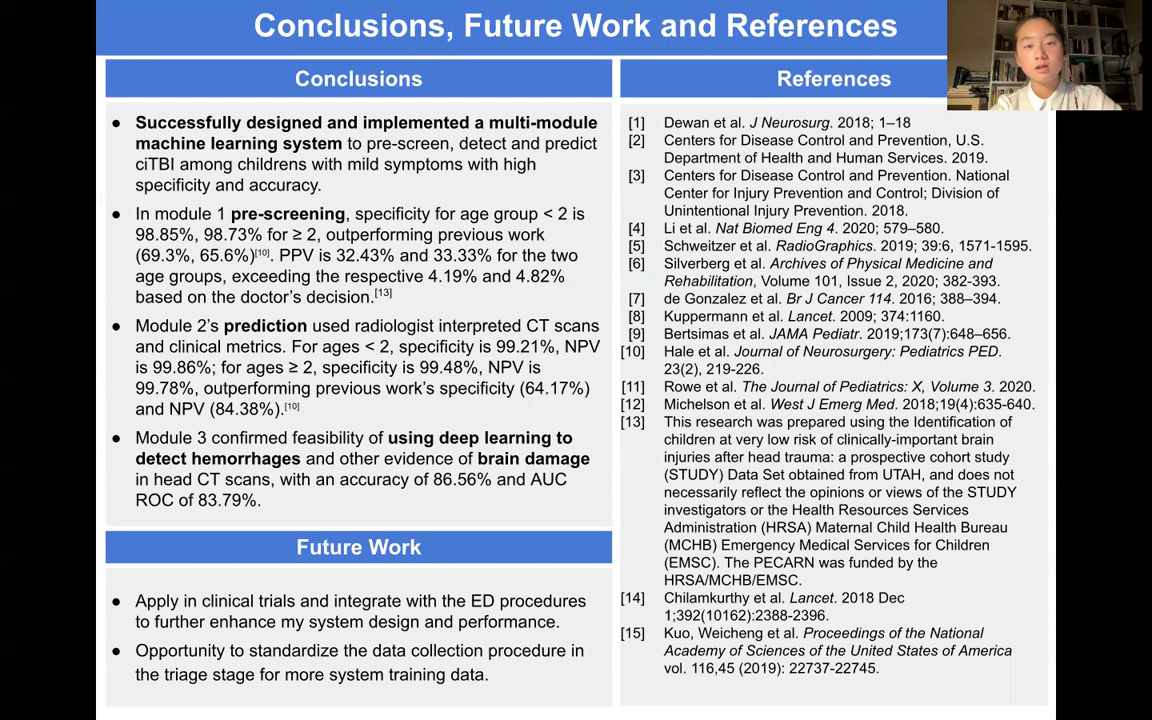 Conclusions, Future Work and References
Conclusions
● Successfully designed and implemented a multi-module
machine learning system to pre-screen, detect and predict
ciTBI among childrens with mild symptoms with high
specificity and accuracy.
● In module 1 pre-screening, specificity for age group < 2 is
98.85%, 98.73% for ≥ 2, outperforming previous work
(69.3%, 65.6%)[10]. PPV is 32.43% and 33.33% for the two
age groups, exceeding the respective 4.19% and 4.82%
based on the doctor's decision.[13]
● Module 2's prediction used radiologist interpreted CT scans
and clinical metrics. For ages < 2, specificity is 99.21%, NPV
is 99.86%; for ages ≥ 2, specificity is 99.48%, NPV is
99.78%, outperforming previous work's specificity (64.17%)
and NPV (84.38%).[10]
● Module 3 confirmed feasibility of using deep learning to
detect hemorrhages and other evidence of brain damage
in head CT scans, with an accuracy of 86.56% and AUC
ROC of 83.79%.
Future Work
● Apply in clinical trials and integrate with the ED procedures
to further enhance my system design and performance.
● Opportunity to standardize the data collection procedure in
the triage stage for more system training data.
References
[1] Dewan et al. J Neurosurg. 2018; 1–18
[2] Centers for Disease Control and Prevention, U.S.
Department of Health and Human Services. 2019.
[3] Centers for Disease Control and Prevention. National
Center for Injury Prevention and Control; Division of
Unintentional Injury Prevention. 2018.
[4] Li et al. Nat Biomed Eng 4. 2020; 579–580.
[5] Schweitzer et al. RadioGraphics. 2019; 39:6, 1571-1595.
[6] Silverberg et al. Archives of Physical Medicine and
Rehabilitation, Volume 101, Issue 2, 2020; 382-393.
[7] de Gonzalez et al. Br J Cancer 114. 2016; 388–394.
[8] Kuppermann et al. Lancet. 2009; 374:1160.
[9] Bertsimas et al. JAMA Pediatr. 2019;173(7):648–656.
[10] Hale et al. Journal of Neurosurgery: Pediatrics PED.
23(2), 219-226.
[11] Rowe et al. The Journal of Pediatrics: X, Volume 3. 2020.
[12] Michelson et al. West J Emerg Med. 2018;19(4):635-640.
[13] This research was prepared using the Identification of
children at very low risk of clinically-important brain
injuries after head trauma: a prospective cohort study
(STUDY) Data Set obtained from UTAH, and does not
necessarily reflect the opinions or views of the STUDY
investigators or the Health Resources Services
Administration (HRSA) Maternal Child Health Bureau
(MCHB) Emergency Medical Services for Children
(EMSC). The PECARN was funded by the
HRSA/MCHB/EMSC.
[14] Chilamkurthy et al. Lancet. 2018 Dec
1;392(10162):2388-2396.
[15] Kuo, Weicheng et al. Proceedings of the National
Academy of Sciences of the United States of America
vol. 116,45 (2019): 22737-22745.